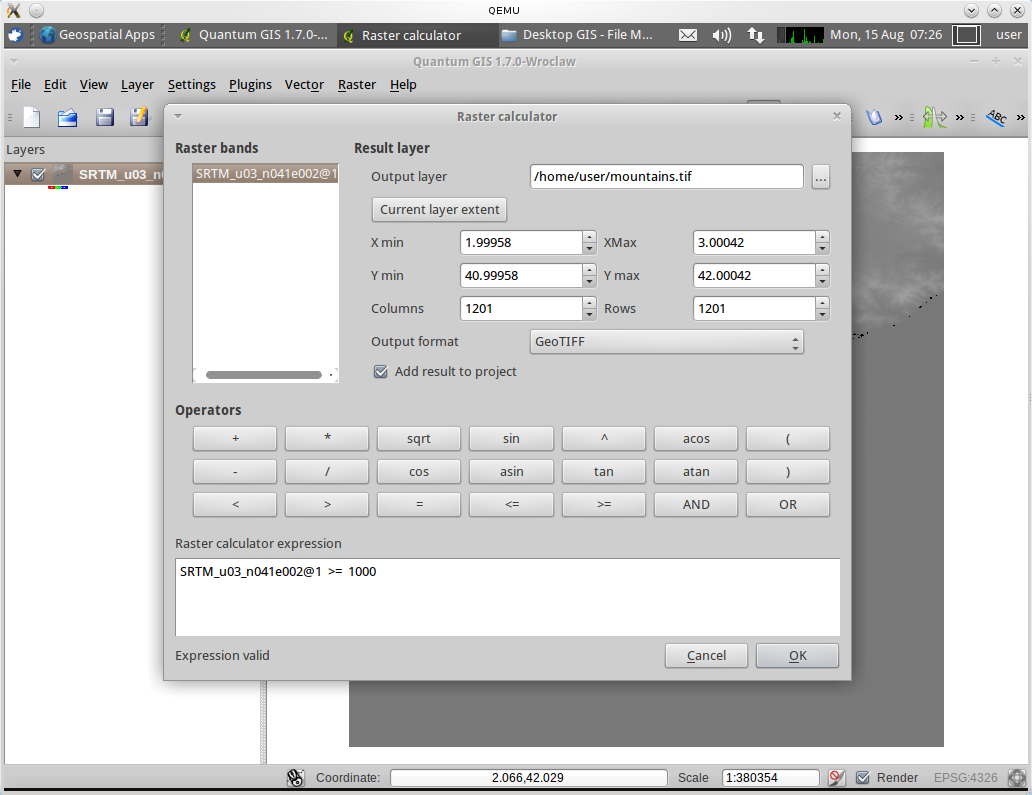 QEMU
Geospatial Apps
Quantum GIS 1.7.0-...
Raster calculator
Desktop GIS - File M...
Mon, 15 Aug 07:26
user
Quantum GIS 1.7.0-Wroclaw
File Edit View Layer Settings Plugins Vector Raster Help
ABC
Raster calculator
Layers
SRTM_u03_n0
Raster bands
SRTM_u03_n041e002@1
Result layer
Output layer /home/user/mountains.tif ...
Current layer extent
X min 1.99958 XMax 3.00042
Y min 40.99958 Y max 42.00042
Columns 1201 Rows 1201
Output format GeoTIFF
Add result to project
Operators
+ * sqrt sin ^ acos (
- / cos asin tan atan )
< > = <= >= AND OR
Raster calculator expression
SRTM_u03_n041e002@1 >= 1000
Expression valid
Cancel OK
Coordinate: 2.066,42.029 Scale 1:380354 Render EPSG:4326